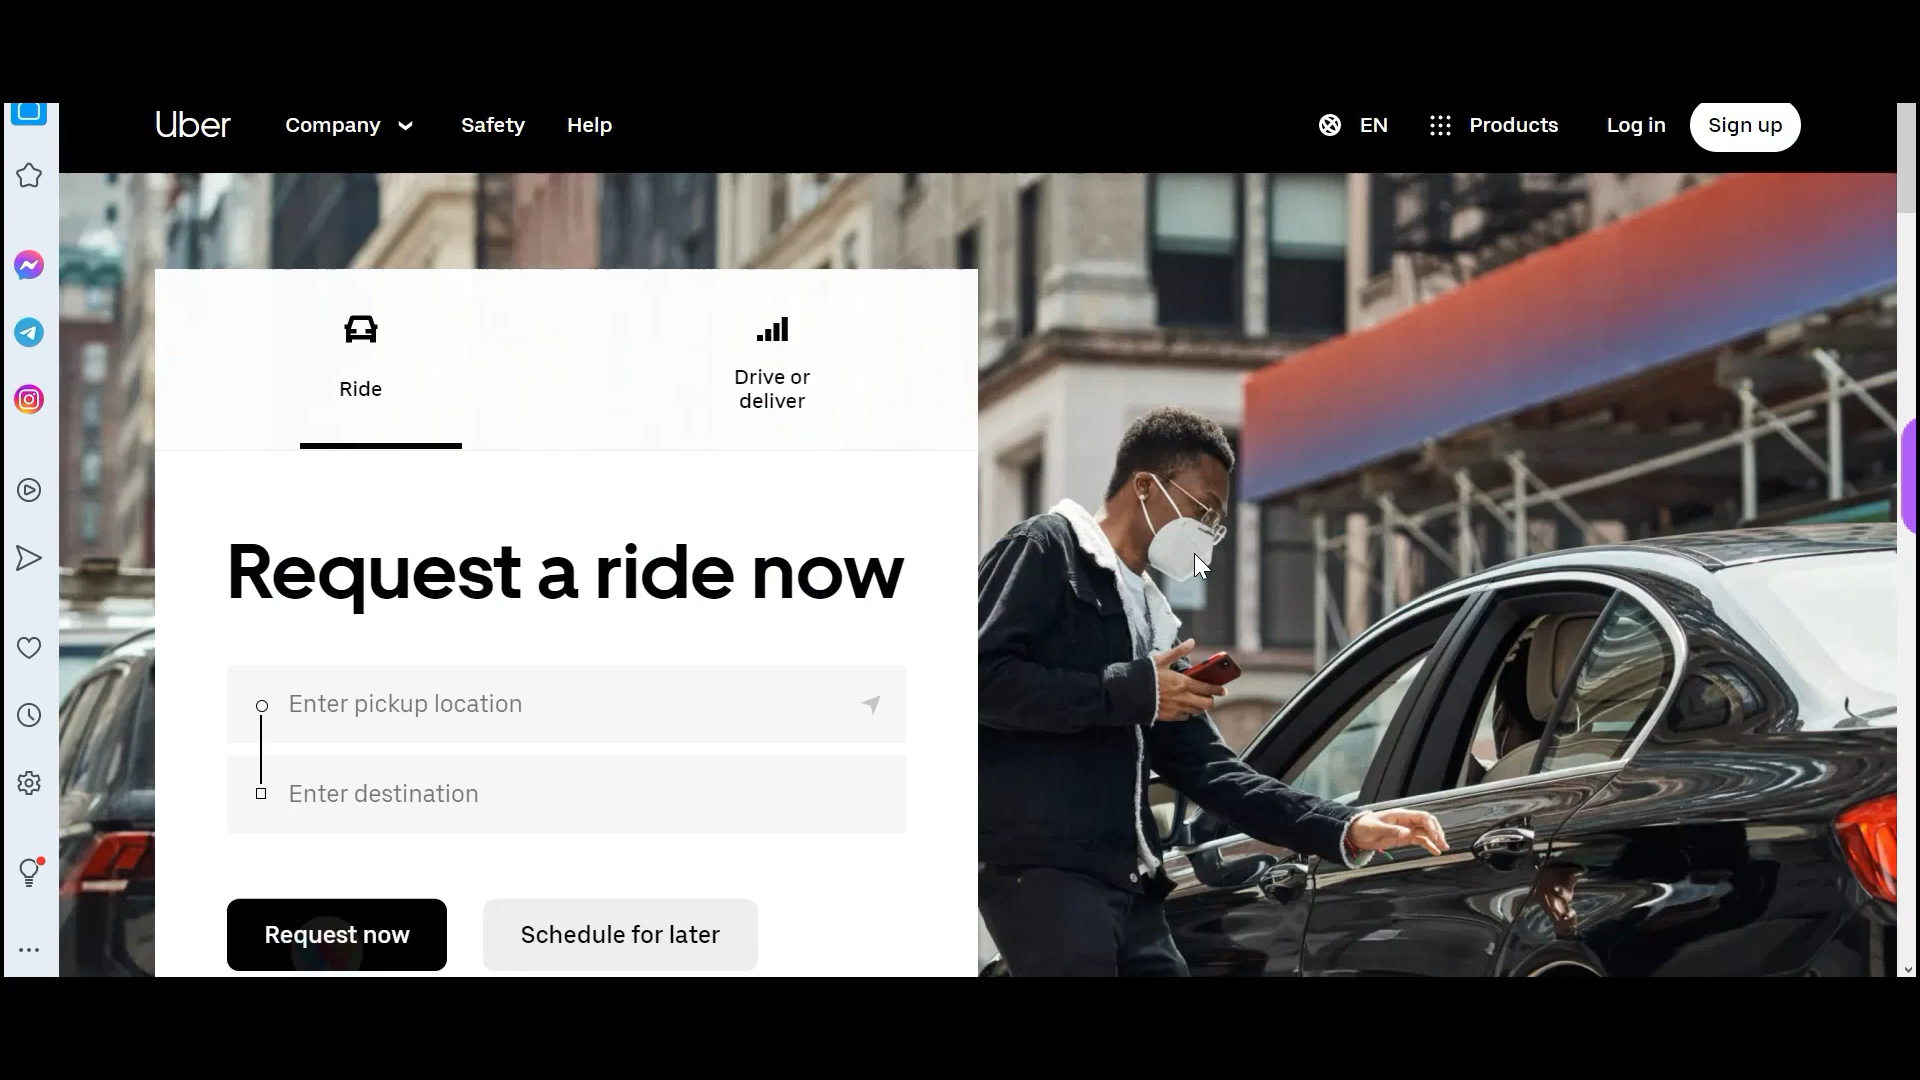 Uber Company Safety Help EN Products Log in Sign up
Ride
Drive or
deliver
Request a ride now
Enter pickup location
Enter destination
Request now Schedule for later